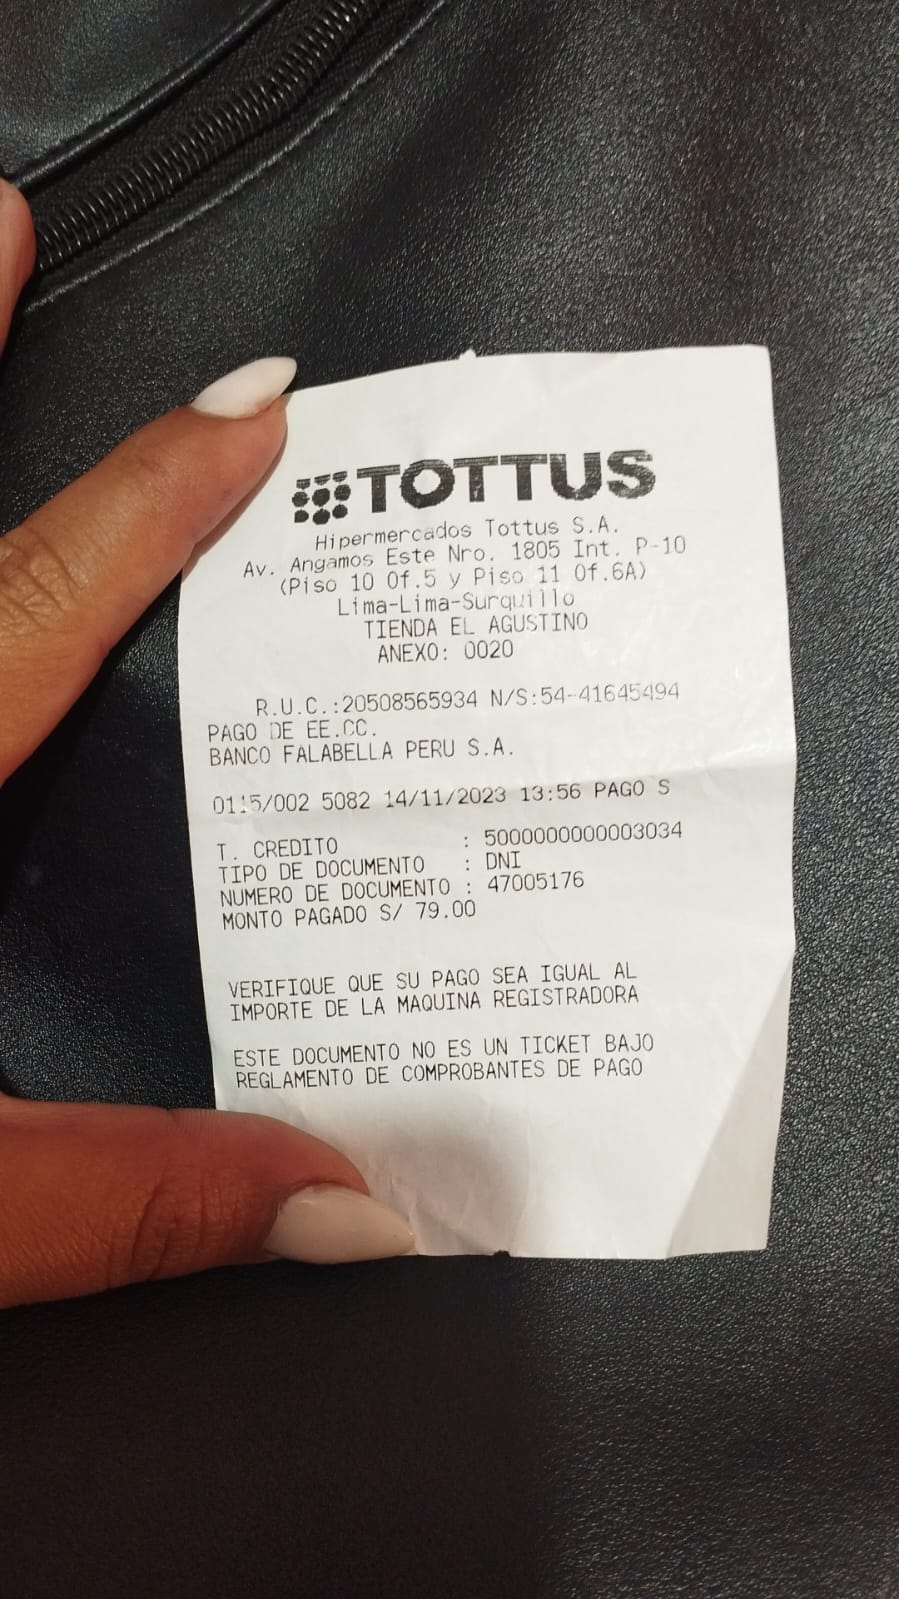 TOTTUS
Hipermercados Tottus S.A.
Av. Angamos Este Nro. 1805 Int. P-10
(Piso 10 Of.5 y Piso 11 Of.6A)
Lima-Lima-Surquillo
TIENDA EL AGUSTINO
ANEXO: 0020
R.U.C.:20508565934 N/S:54-41645494
PAGO DE EE.CC.
BANCO FALABELLA PERU S.A.
0115/002 5082 14/11/2023 13:56 PAGO S
T. CREDITO : 5000000000003034
TIPO DE DOCUMENTO : DNI
NUMERO DE DOCUMENTO : 47005176
MONTO PAGADO S/ 79.00
VERIFIQUE QUE SU PAGO SEA IGUAL AL
IMPORTE DE LA MAQUINA REGISTRADORA
ESTE DOCUMENTO NO ES UN TICKET BAJO
REGLAMENTO DE COMPROBANTES DE PAGO